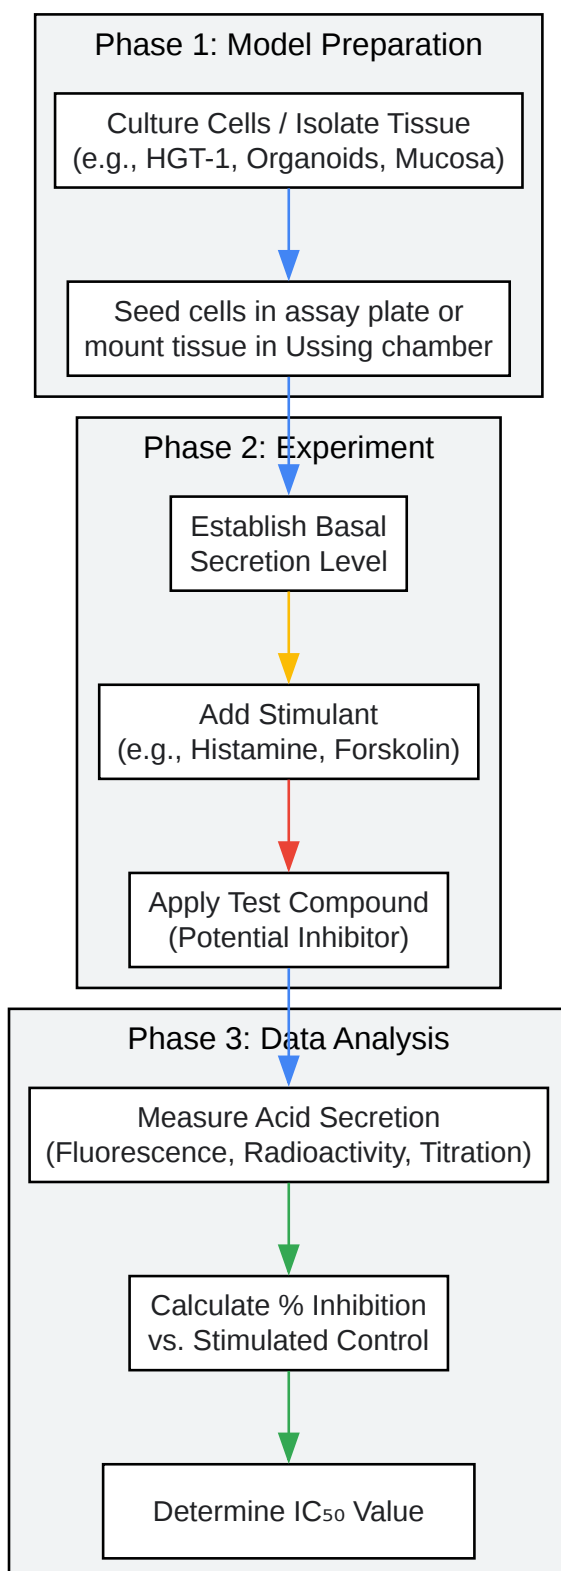 Phase 1: Model Preparation
Culture Cells / Isolate Tissue
(e.g., HGT-1, Organoids, Mucosa)
Seed cells in assay plate or
mount tissue in Ussing chamber
Phase 2: Experiment
Establish Basal
Secretion Level
Add Stimulant
(e.g., Histamine, Forskolin)
Apply Test Compound
(Potential Inhibitor)
Phase 3: Data Analysis
Measure Acid Secretion
(Fluorescence, Radioactivity, Titration)
Calculate % Inhibition
vs. Stimulated Control
Determine IC₅₀ Value